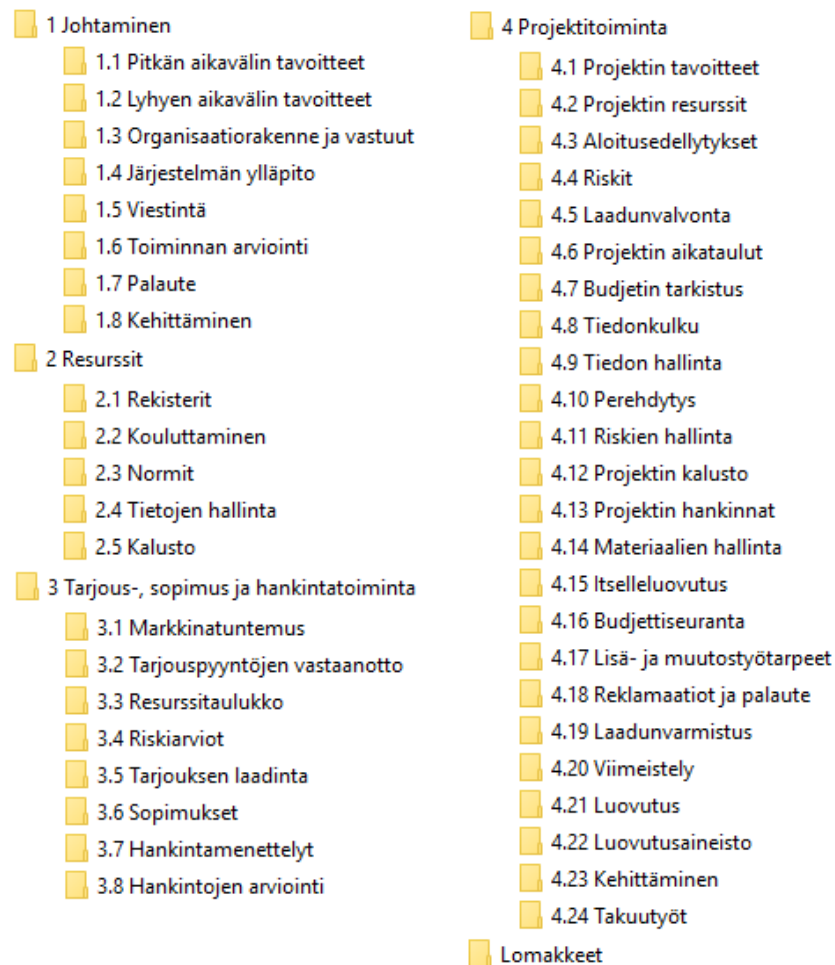 1 Johtaminen
1.1 Pitkän aikavälin tavoitteet
1.2 Lyhyen aikavälin tavoitteet
1.3 Organisaatiorakenne ja vastuut
1.4 Järjestelmän ylläpito
1.5 Viestintä
1.6 Toiminnan arviointi
1.7 Palaute
1.8 Kehittäminen
2 Resurssit
2.1 Rekisterit
2.2 Kouluttaminen
2.3 Normit
2.4 Tietojen hallinta
2.5 Kalusto
3 Tarjous-, sopimus ja hankintatoiminta
3.1 Markkinatuntemus
3.2 Tarjouspyyntöjen vastaanotto
3.3 Resurssitaulukko
3.4 Riskiarviot
3.5 Tarjouksen laadinta
3.6 Sopimukset
3.7 Hankintamenettelyt
3.8 Hankintojen arviointi
4 Projektitoiminta
4.1 Projektin tavoitteet
4.2 Projektin resurssit
4.3 Aloitusedellytykset
4.4 Riskit
4.5 Laadunvalvonta
4.6 Projektin aikataulut
4.7 Budjetin tarkistus
4.8 Tiedonkulku
4.9 Tiedon hallinta
4.10 Perehdytys
4.11 Riskien hallinta
4.12 Projektin kalusto
4.13 Projektin hankinnat
4.14 Materiaalien hallinta
4.15 Itselleluovutus
4.16 Budjettiseuranta
4.17 Lisä- ja muutostyötarpeet
4.18 Reklamaatiot ja palaute
4.19 Laadunvarmistus
4.20 Viimeistely
4.21 Luovutus
4.22 Luovutusaineisto
4.23 Kehittäminen
4.24 Takuutyöt
Lomakkeet